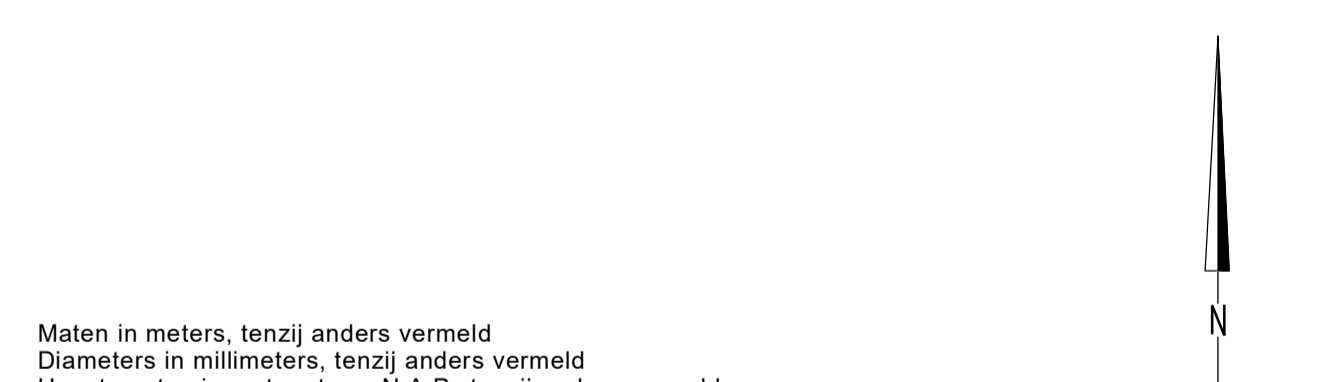 N
Maten in meters, tenzij anders vermeld
Diameters in millimeters, tenzij anders vermeld